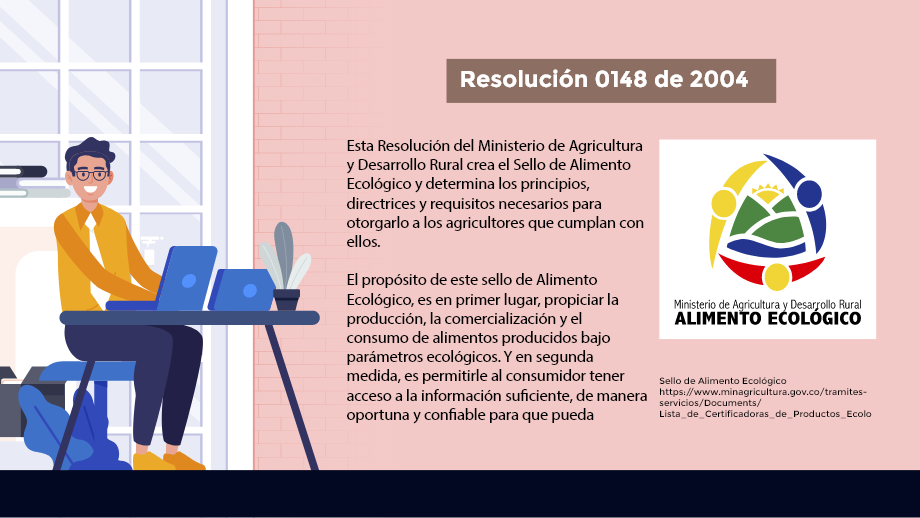 Resolución 0148 de 2004
Esta Resolución del Ministerio de Agricultura
y Desarrollo Rural crea el Sello de Alimento
Ecológico y determina los principios,
directrices y requisitos necesarios para
otorgarlo a los agritultores que cumplan con
ellos.
El propósito de este sello de Alimento
Ecológico, es en primer lugar, propiciar la
producción, la comercialización y el
consumo de alimentos producidos bajo
parámetros ecológicos. Y en segunda
medida, es permitirle al consumidor tener
acceso a la información suficiente, de manera
oportuna y confiable para que pueda
Ministerio de Agricultura y Desarrollo Rural
ALIMENTO ECOLÓGICO
Sello de Alimento Ecológico
https://www.minagricultura.gov.co/tramites-
servicios/Documents/
Lista_de_Certificadoras_de_Productos_Ecolo